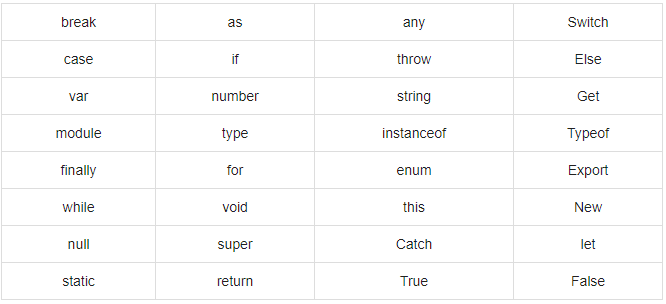 break as any Switch
case if throw Else
var number string Get
module type instanceof Typeof
finally for enum Export
while void this New
null super Catch let
static return True False